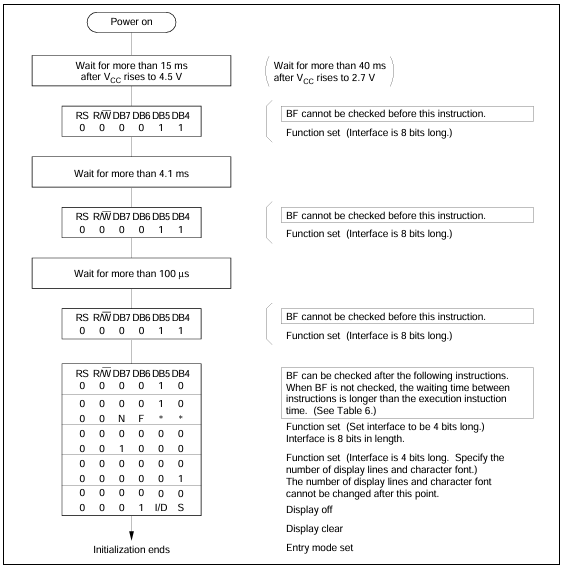 Power on
Wait for more than 15 ms
after VCC rises to 4.5 V
Wait for more than 40 ms
after VCC rises to 2.7 V
RS R/W DB7 DB6 DB5 DB4
0 0 0 0 1 1
BF cannot be checked before this instruction.
Function set (Interface is 8 bits long.)
Wait for more than 4.1 ms
RS R/W DB7 DB6 DB5 DB4
0 0 0 0 1 1
BF cannot be checked before this instruction.
Function set (Interface is 8 bits long.)
Wait for more than 100 µs
RS R/W DB7 DB6 DB5 DB4
0 0 0 0 1 1
BF cannot be checked before this instruction.
Function set (Interface is 8 bits long.)
RS R/W DB7 DB6 DB5 DB4
0 0 0 0 1 0
0 0 0 0 1 0
0 0 N F * *
0 0 0 0 0 0
0 0 1 0 0 0
0 0 0 0 0 0
0 0 0 0 0 1
0 0 0 0 0 0
0 0 0 1 I/D S
BF can be checked after the following instructions.
When BF is not checked, the waiting time between
instructions is longer than the execution instuction
time. (See Table 6.)
Function set (Set interface to be 4 bits long.)
Interface is 8 bits in length.
Function set (Interface is 4 bits long. Specify the
number of display lines and character font.)
The number of display lines and character font
cannot be changed after this point.
Display off
Display clear
Entry mode set
Initialization ends